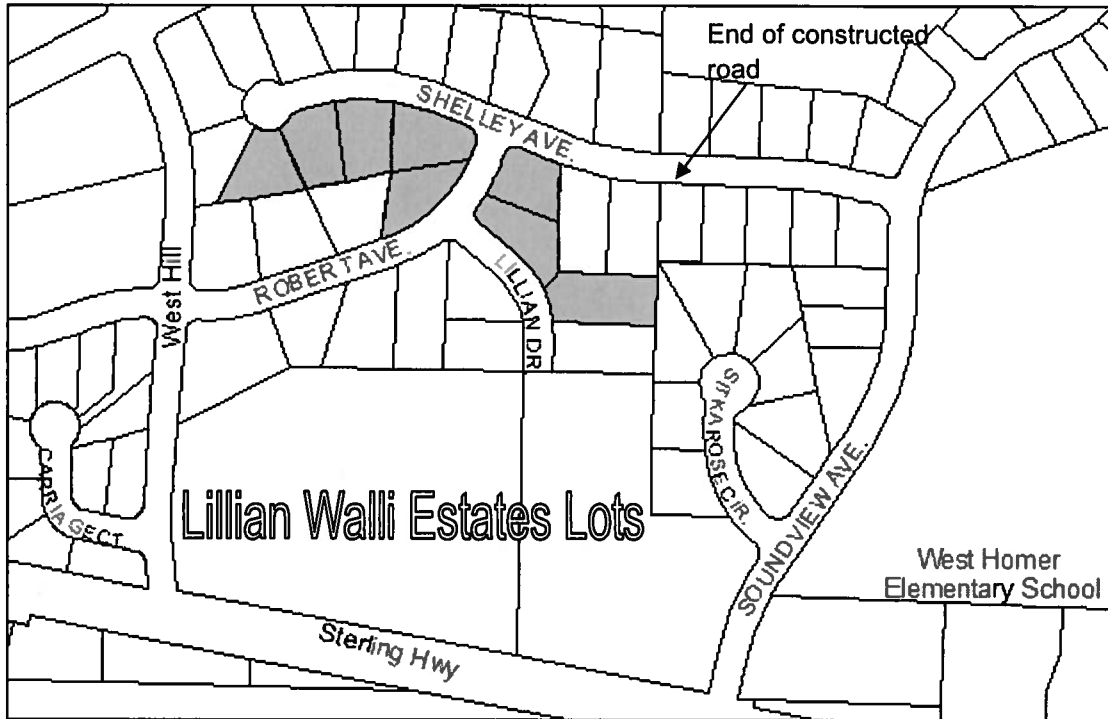 End of constructed
road
SHELLEY AVE.
ROBERT AVE.
LILLIAN DR
West Hill
SITKA ROSE CIR.
CARRIAGE CT
Lillian Walli Estates Lots
SOUNDVIEW AVE.
West Homer
Elementary School
Sterling Hwy